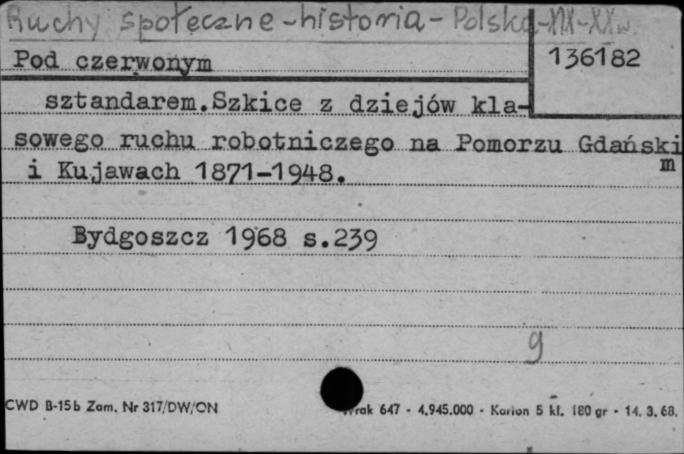 Ruchy społeczne-historia-Polska-XIX-XXw.
Pod czerwonym
136182
sztandarem.Szkice z dziejów kla-
sowego ruchu robotniczego na Pomorzu Gdański
m
i Kujawach 1871-1948.
Bydgoszcz 1968 s.239
9
CWD B-15b Zam. Nr 317/DW/ON
647 - 4.945.000 - Karton 5 kl. 180 gr - 14. 3. 68.